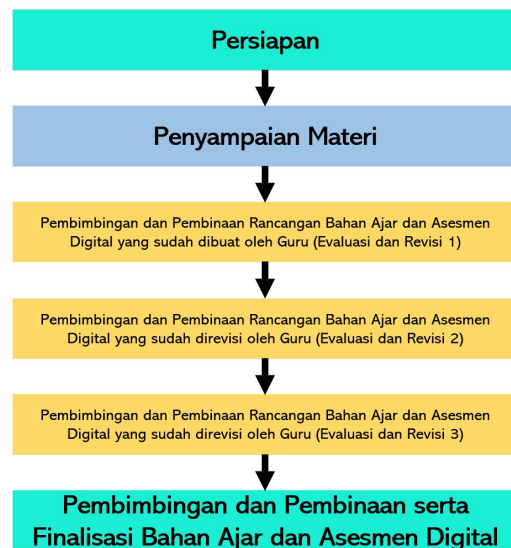 Persiapan
Penyampaian Materi
Pembimbingan dan Pembinaan Rancangan Bahan Ajar dan Asesmen
Digital yang sudah dibuat oleh Guru (Evaluasi dan Revisi 1)
Pembimbingan dan Pembinaan Rancangan Bahan Ajar dan Asesmen
Digital yang sudah direvisi oleh Guru (Evaluasi dan Revisi 2)
Pembimbingan dan Pembinaan Rancangan Bahan Ajar dan Asesmen
Digital yang sudah direvisi oleh Guru (Evaluasi dan Revisi 3)
Pembimbingan dan Pembinaan serta
Finalisasi Bahan Ajar dan Asesmen Digital